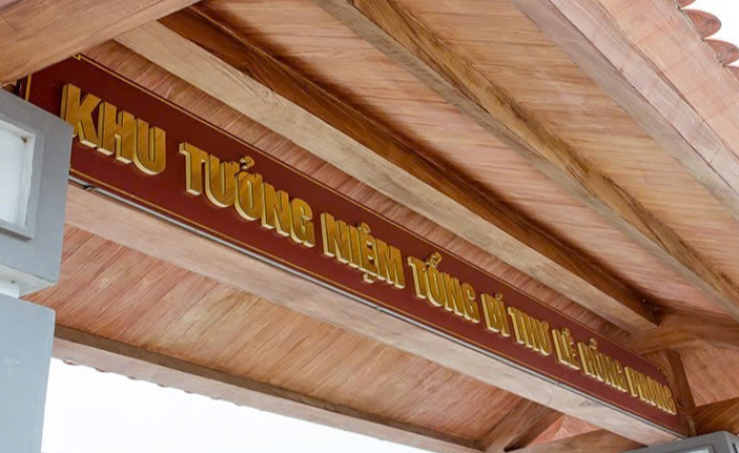 KHU TƯỞNG NIỆM TỔNG BÍ THƯ LÊ HỒNG PHONG